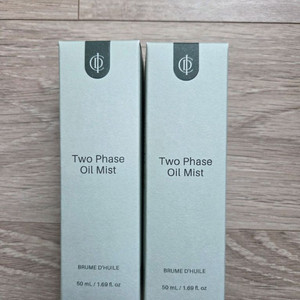 Two Phase
Oil Mist
BRUME D'HUILE
50 mL / 1.69 fl. oz
Two Phase
Oil Mist
BRUME D'HUILE
50 mL / 1.69 fl. oz